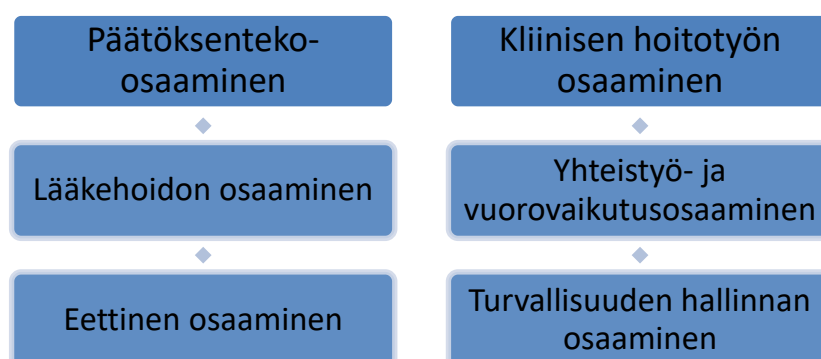 Päätöksenteko-
osaaminen
Lääkehoidon osaaminen
Eettinen osaaminen
Kliinisen hoitotyön
osaaminen
Yhteistyö- ja
vuorovaikutusosaaminen
Turvallisuuden hallinnan
osaaminen